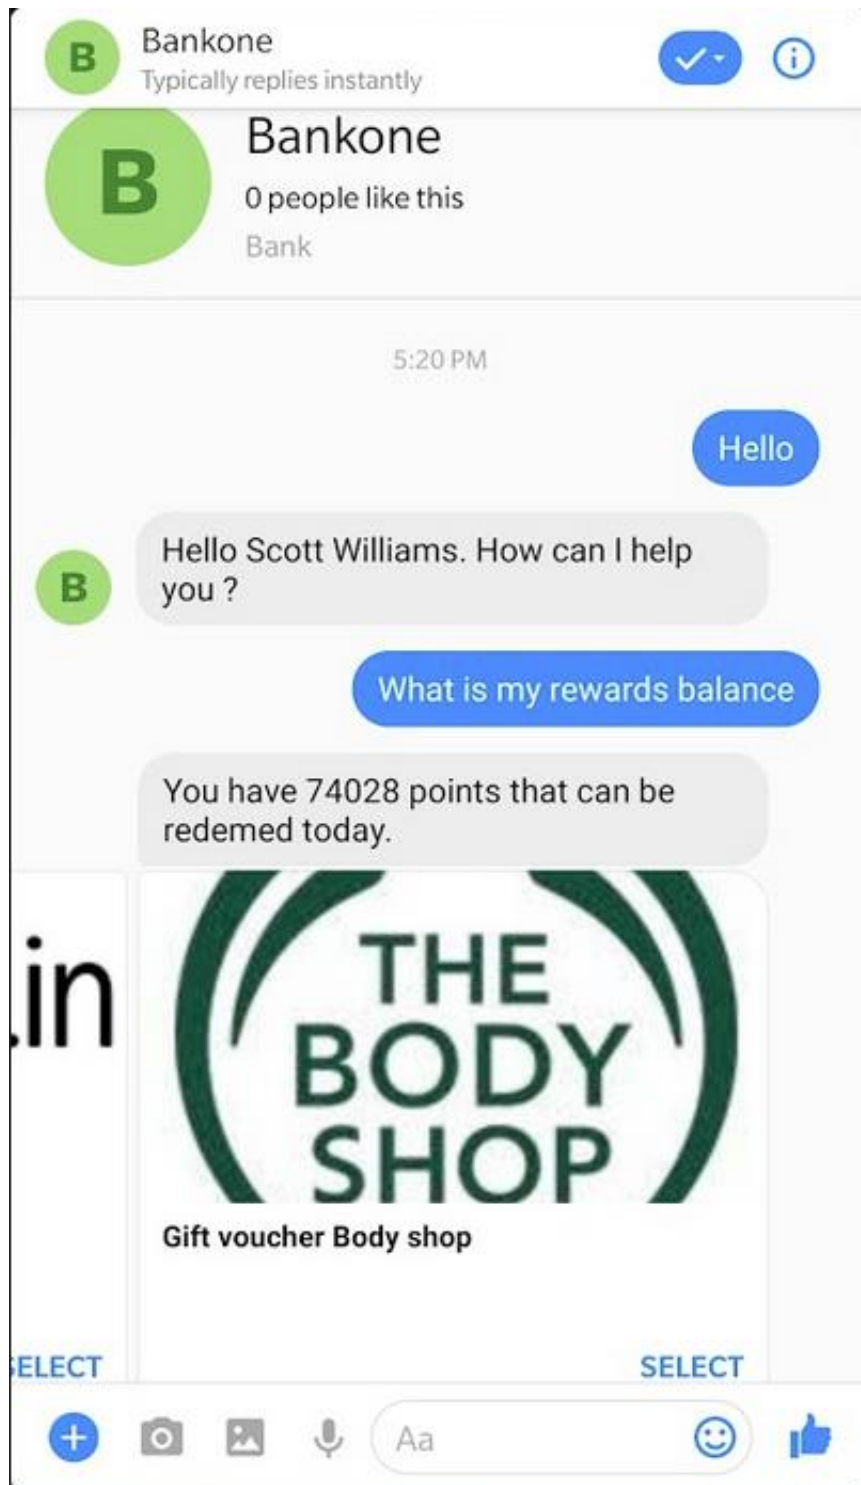 B
Bankone
Typically replies instantly
B
Bankone
0 people like this
Bank
5:20 PM
Hello
B
Hello Scott Williams. How can I help
you ?
What is my rewards balance
You have 74028 points that can be
redemed today.
.in
THE
BODY
SHOP
Gift voucher Body shop
SELECT
SELECT
Aa